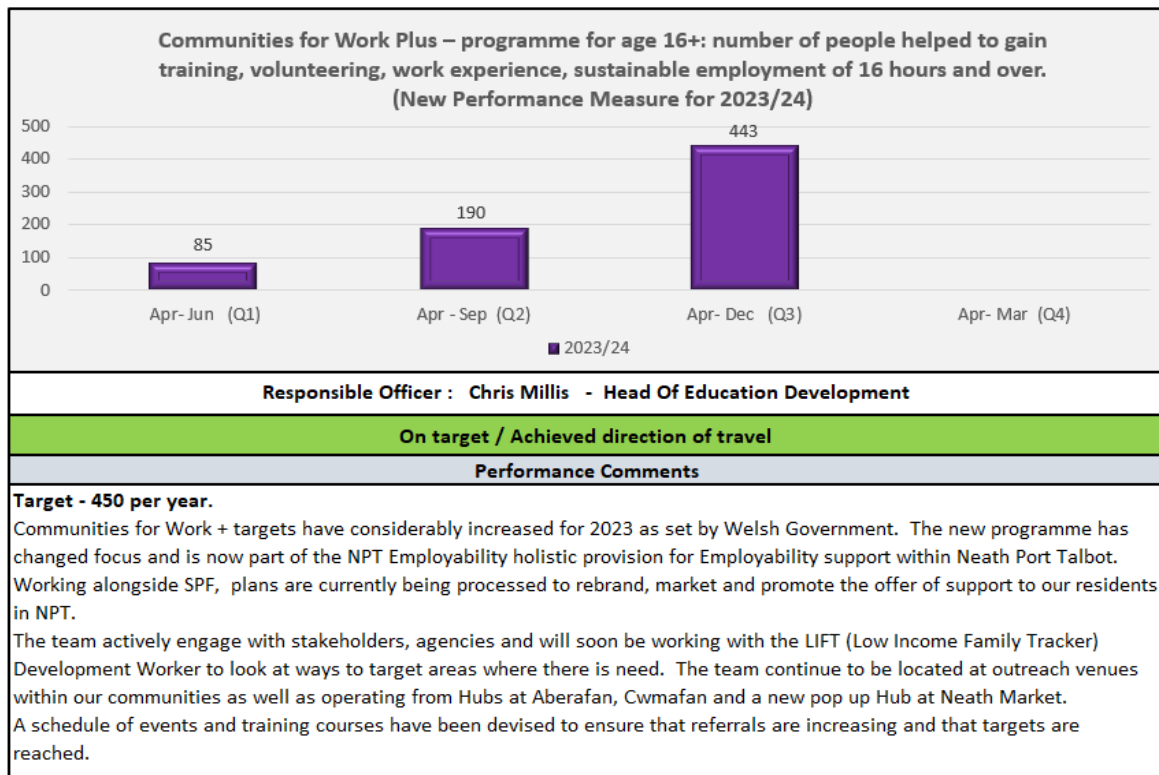 Communities for Work Plus – programme for age 16+: number of people helped to gain
training, volunteering, work experience, sustainable employment of 16 hours and over.
(New Performance Measure for 2023/24)
500
400
300
200
100
0
85
190
443
Apr- Jun (Q1)
Apr - Sep (Q2)
Apr- Dec (Q3)
Apr- Mar (Q4)
2023/24
Responsible Officer : Chris Millis - Head Of Education Development
On target / Achieved direction of travel
Performance Comments
Target - 450 per year.
Communities for Work + targets have considerably increased for 2023 as set by Welsh Government. The new programme has
changed focus and is now part of the NPT Employability holistic provision for Employability support within Neath Port Talbot.
Working alongside SPF, plans are currently being processed to rebrand, market and promote the offer of support to our residents
in NPT.
The team actively engage with stakeholders, agencies and will soon be working with the LIFT (Low Income Family Tracker)
Development Worker to look at ways to target areas where there is need. The team continue to be located at outreach venues
within our communities as well as operating from Hubs at Aberafan, Cwmafan and a new pop up Hub at Neath Market.
A schedule of events and training courses have been devised to ensure that referrals are increasing and that targets are
reached.